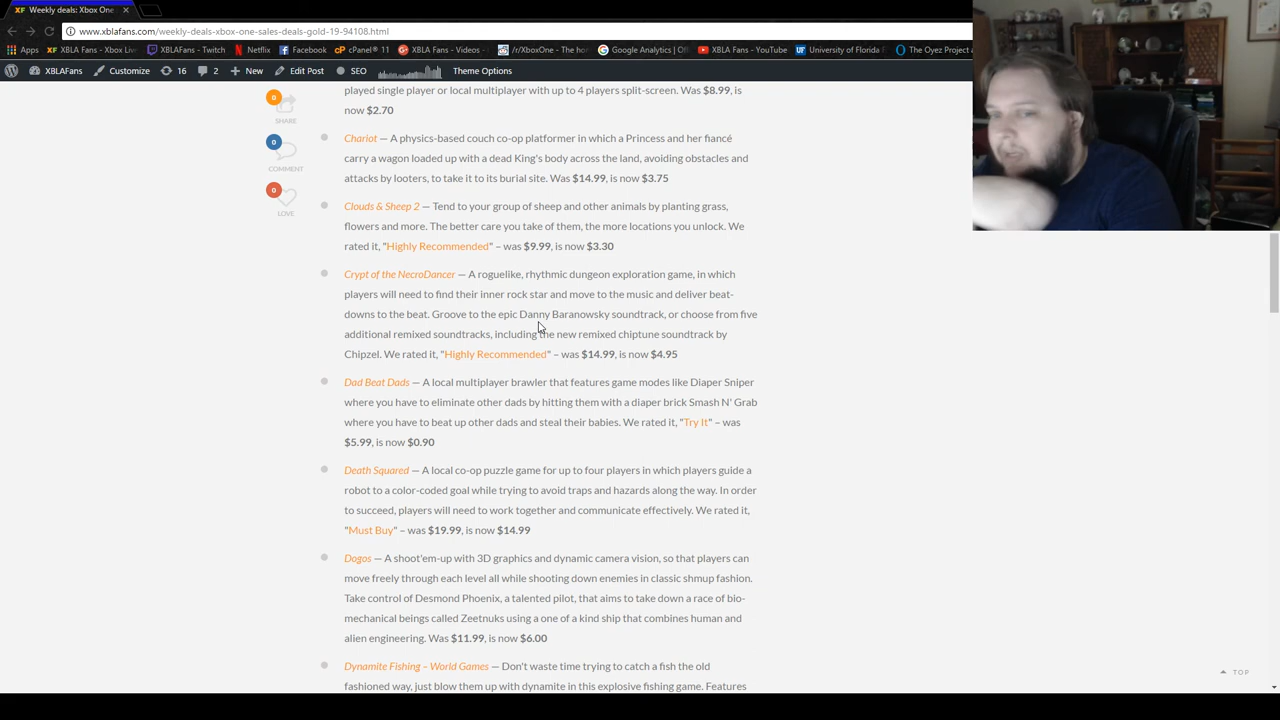 XF Weekly deals: Xbox One ×
www.xblafans.com/weekly-deals-xbox-one-sales-deals-gold-19-94108.html
Apps XBLA Fans - Xbox Live XBLAFans - Twitch Netflix Facebook cPanel® 11 XBLA Fans - Videos - /r/XboxOne - The ho Google Analytics | Of XBLA Fans - YouTube University of Florida The Oyez Project a
XBLAFans Customize 16 2 New Edit Post SEO Theme Options
played single player or local multiplayer with up to 4 players split-screen. Was $8.99, is
now $2.70
0
SHARE
0
COMMENT
0
LOVE
Chariot — A physics-based couch co-op platformer in which a Princess and her fiancé
carry a wagon loaded up with a dead King's body across the land, avoiding obstacles and
attacks by looters, to take it to its burial site. Was $14.99, is now $3.75
Clouds & Sheep 2 — Tend to your group of sheep and other animals by planting grass,
flowers and more. The better care you take of them, the more locations you unlock. We
rated it, "Highly Recommended" – was $9.99, is now $3.30
Crypt of the NecroDancer — A roguelike, rhythmic dungeon exploration game, in which
players will need to find their inner rock star and move to the music and deliver beat-
downs to the beat. Groove to the epic Danny Baranowsky soundtrack, or choose from five
additional remixed soundtracks, including the new remixed chiptune soundtrack by
Chipzel. We rated it, "Highly Recommended" – was $14.99, is now $4.95
Dad Beat Dads — A local multiplayer brawler that features game modes like Diaper Sniper
where you have to eliminate other dads by hitting them with a diaper brick Smash N' Grab
where you have to beat up other dads and steal their babies. We rated it, "Try It" – was
$5.99, is now $0.90
Death Squared — A local co-op puzzle game for up to four players in which players guide a
robot to a color-coded goal while trying to avoid traps and hazards along the way. In order
to succeed, players will need to work together and communicate effectively. We rated it,
"Must Buy" – was $19.99, is now $14.99
Dogos — A shoot'em-up with 3D graphics and dynamic camera vision, so that players can
move freely through each level all while shooting down enemies in classic shmup fashion.
Take control of Desmond Phoenix, a talented pilot, that aims to take down a race of bio-
mechanical beings called Zeetnuks using a one of a kind ship that combines human and
alien engineering. Was $11.99, is now $6.00
Dynamite Fishing – World Games — Don't waste time trying to catch a fish the old
fashioned way, just blow them up with dynamite in this explosive fishing game. Features
TOP